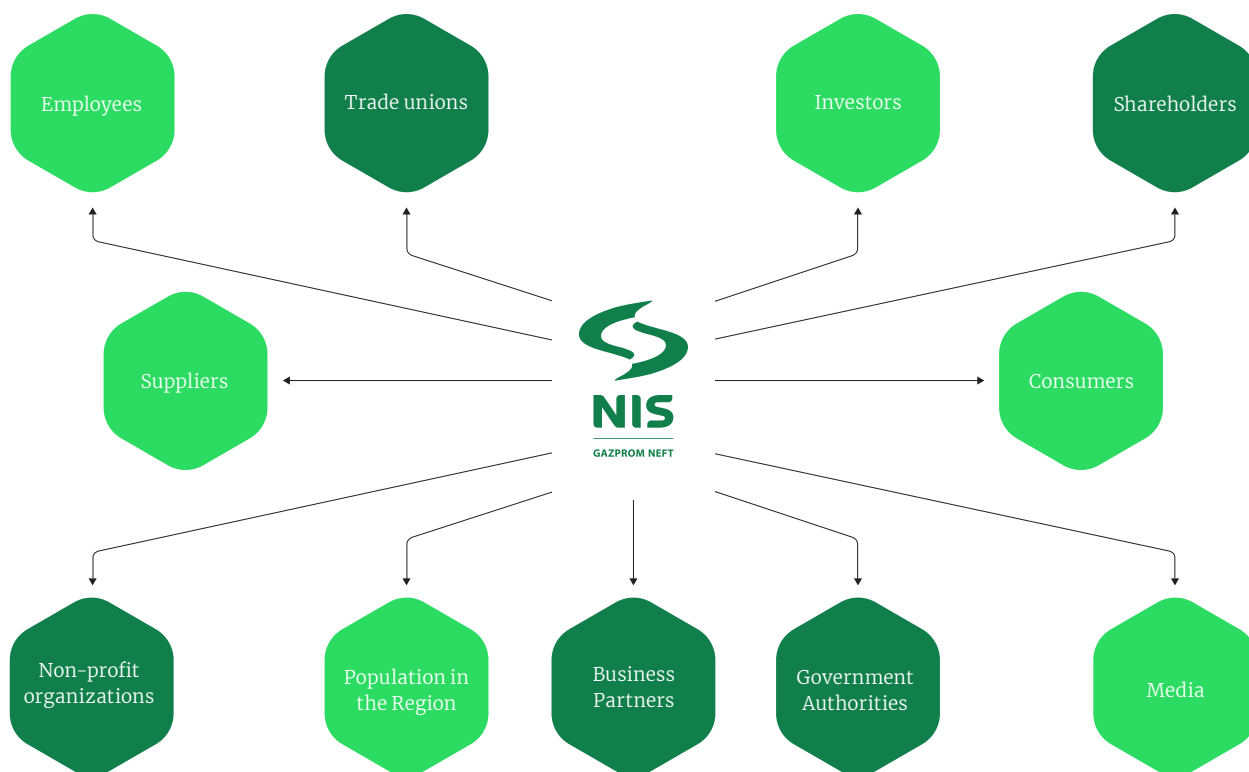 Employees
Trade unions
Investors
Shareholders
Suppliers
NIS
GAZPROM NEFT
Consumers
Non-profit
organizations
Population in
the Region
Business
Partners
Government
Authorities
Media